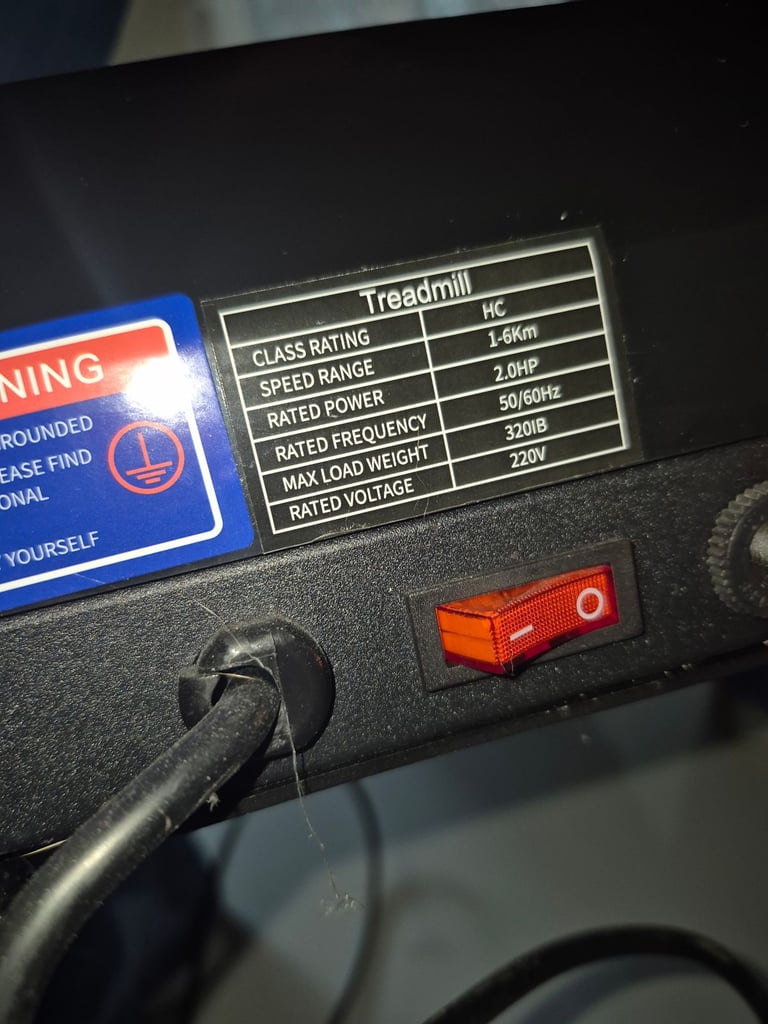 Treadmill
CLASS RATING HC
SPEED RANGE 1-6Km
RATED POWER 2.0HP
RATED FREQUENCY 50/60Hz
MAX LOAD WEIGHT 320IB
RATED VOLTAGE 220V
NING
ROUNDED
EASE FIND
ONAL
YOURSELF